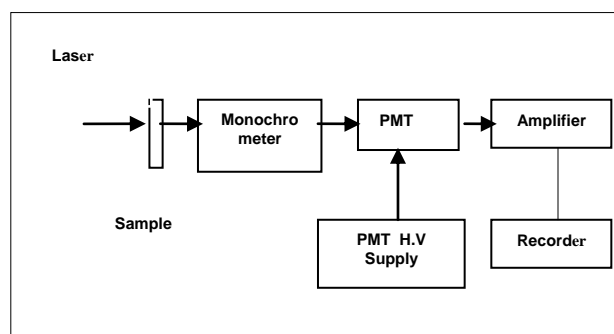 Laser
Monochro
meter
PMT
Amplifier
Sample
PMT H.V
Supply
Recorder